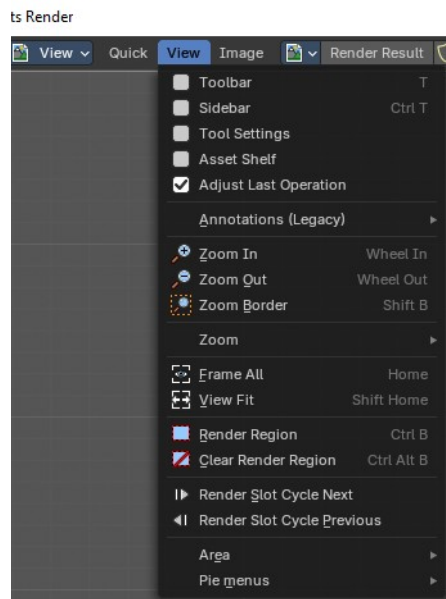 ts Render
View Quick View Image Render Result
Toolbar T
Sidebar Ctrl T
Tool Settings
Asset Shelf
Adjust Last Operation
Annotations (Legacy)
Zoom In Wheel In
Zoom Out Wheel Out
Zoom Border Shift B
Zoom
Frame All Home
View Fit Shift Home
Render Region Ctrl B
Clear Render Region Ctrl Alt B
Render Slot Cycle Next
Render Slot Cycle Previous
Area
Pie menus